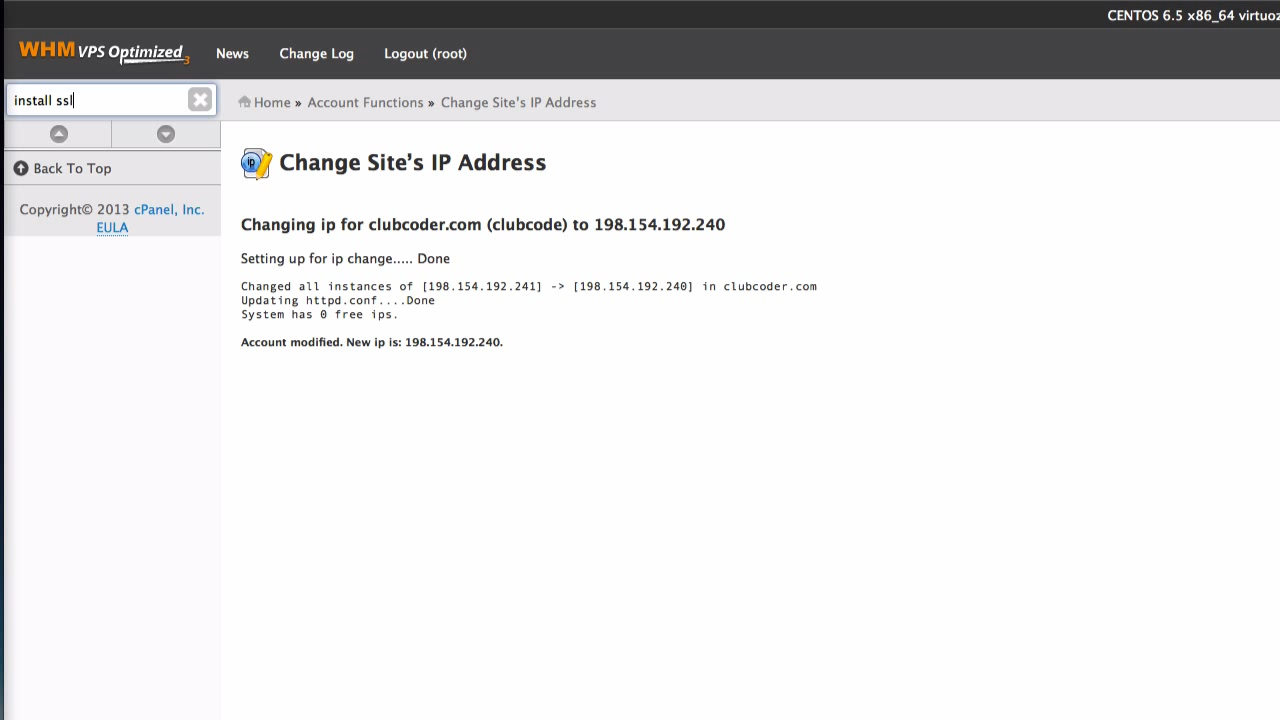 CENTOS 6.5 x86_64 virtuoz
WHM VPS Optimized 3
News
Change Log
Logout (root)
install ssl
Home » Account Functions » Change Site's IP Address
Back To Top
Copyright© 2013 cPanel, Inc.
EULA
ip
Change Site's IP Address
Changing ip for clubcoder.com (clubcode) to 198.154.192.240
Setting up for ip change..... Done
Changed all instances of [198.154.192.241] -> [198.154.192.240] in clubcoder.com
Updating httpd.conf....Done
System has 0 free ips.
Account modified. New ip is: 198.154.192.240.